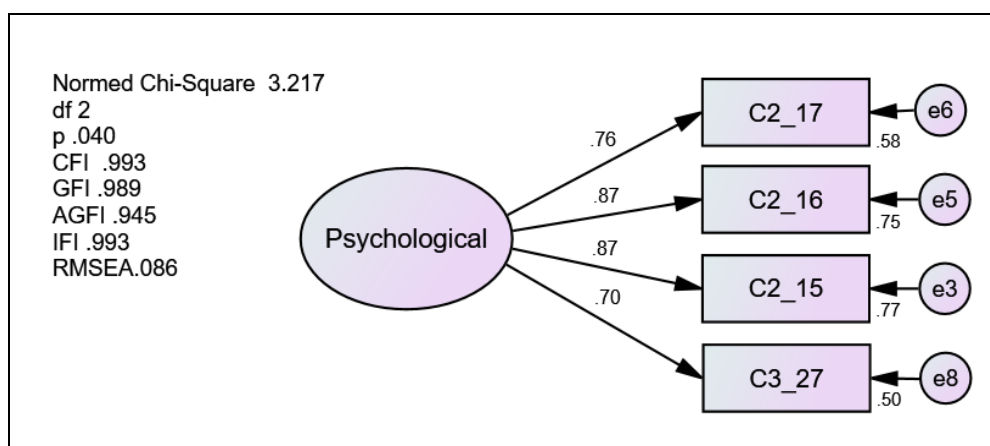 Normed Chi-Square 3.217
df 2
p .040
CFI .993
GFI .989
AGFI .945
IFI .993
RMSEA.086
Psychological
.76
.87
.87
.70
C2_17
.58
e6
C2_16
.75
e5
C2_15
.77
e3
C3_27
.50
e8